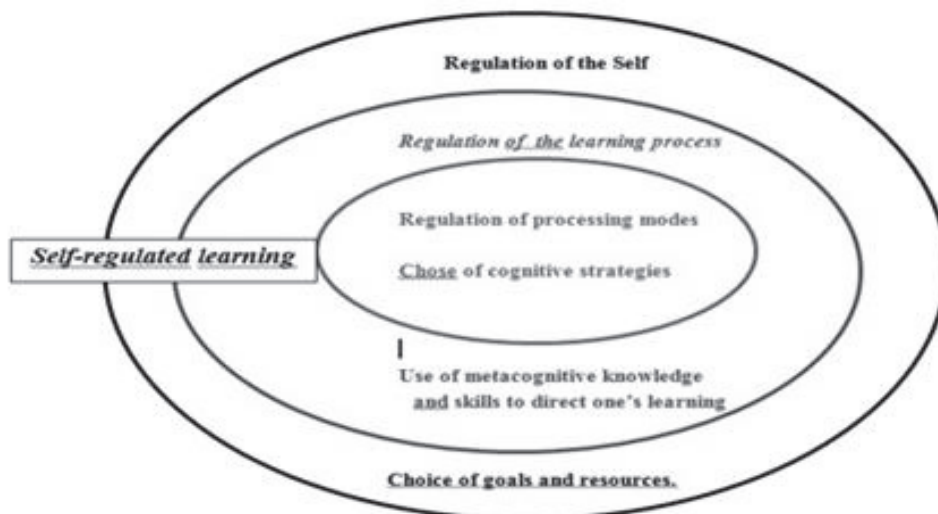 Regulation of the Self
Regulation of the learning process
Regulation of processing modes
Self-regulated learning
Chose of cognitive strategies
Use of metacognitive knowledge
and skills to direct one's learning
Choice of goals and resources.